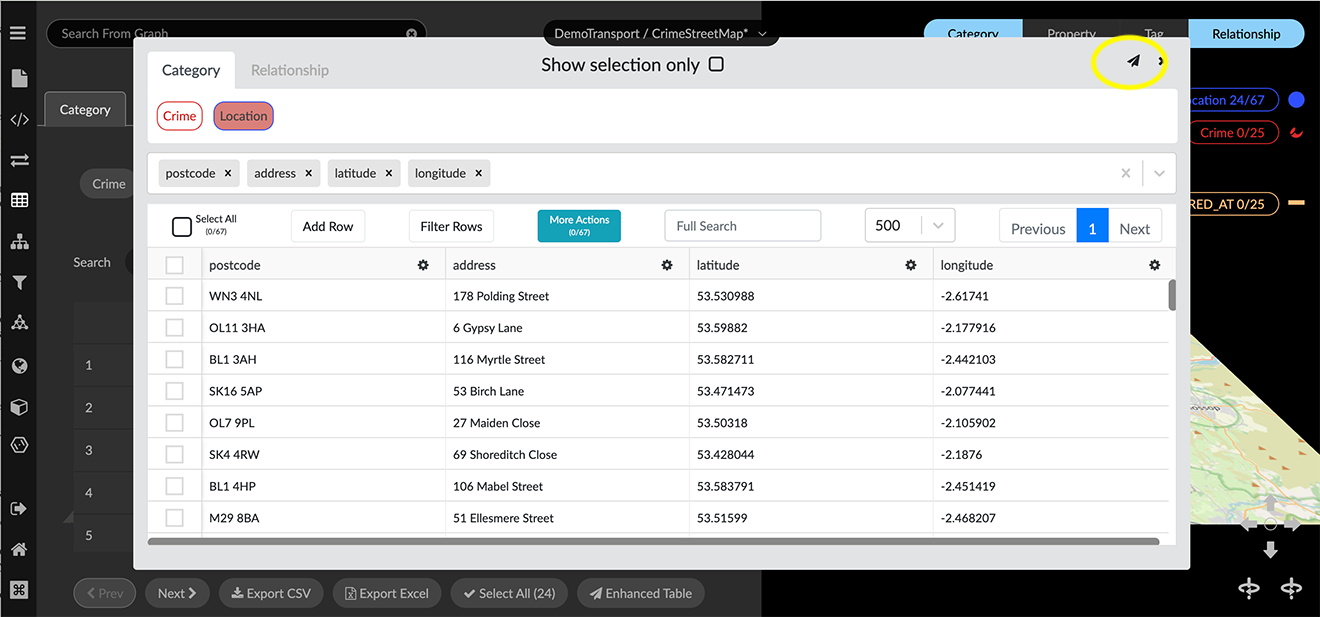 Search From Graph
DemoTransport / CrimeStreetMap*
Category
Property
Tag
Relationship
Category
Relationship
Show selection only
Category
Crime
Location
cation 24/67
Crime 0/25
postcode × address × latitude × longitude ×
Crime
RED_AT 0/25
Select All
(0/67)
Add Row
Filter Rows
More Actions
(0/67)
Full Search
500
Previous 1 Next
Search
postcode address latitude longitude
WN3 4NL 178 Polding Street 53.530988 -2.61741
OL11 3HA 6 Gypsy Lane 53.59882 -2.177916
1
BL1 3AH 116 Myrtle Street 53.582711 -2.442103
SK16 5AP 53 Birch Lane 53.471473 -2.077441
2
OL7 9PL 27 Maiden Close 53.50318 -2.105902
3
SK4 4RW 69 Shoreditch Close 53.428044 -2.1876
BL1 4HP 106 Mabel Street 53.583791 -2.451419
4
M29 8BA 51 Ellesmere Street 53.51599 -2.468207
5
Prev
Next
Export CSV
Export Excel
Select All (24)
Enhanced Table